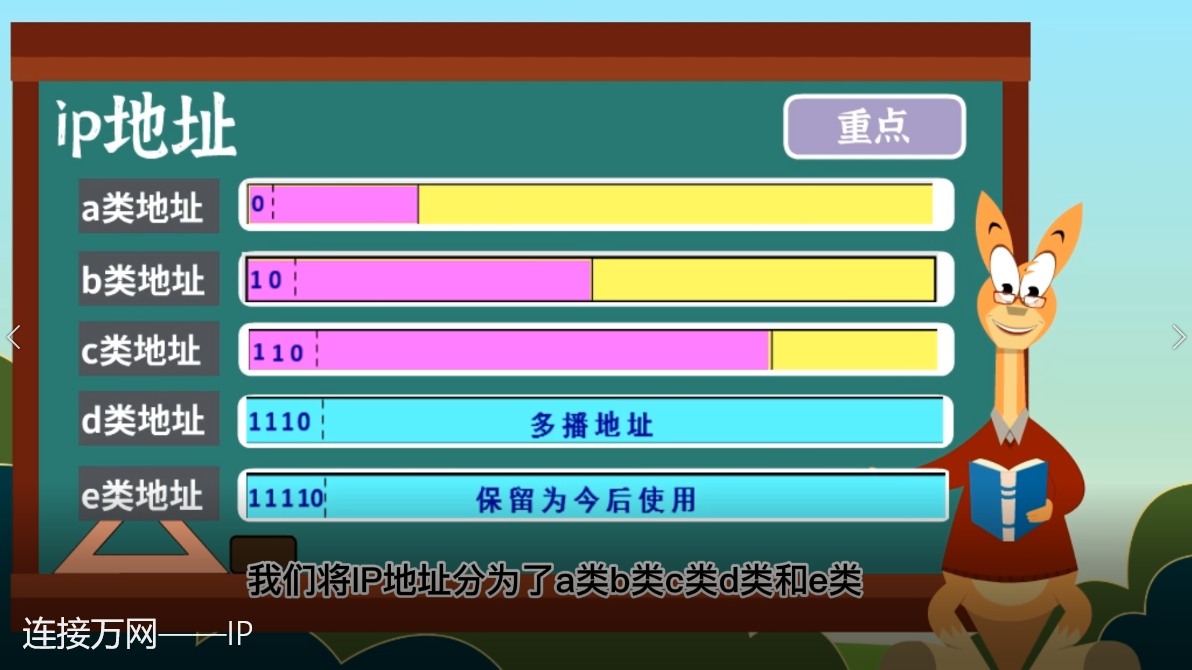 ip地址
重点
a类地址
0
b类地址
10
c类地址
110
d类地址
1110
多播地址
e类地址
11110
保留为今后使用
我们将IP地址分为了a类b类c类d类和e类
连接万网——IP